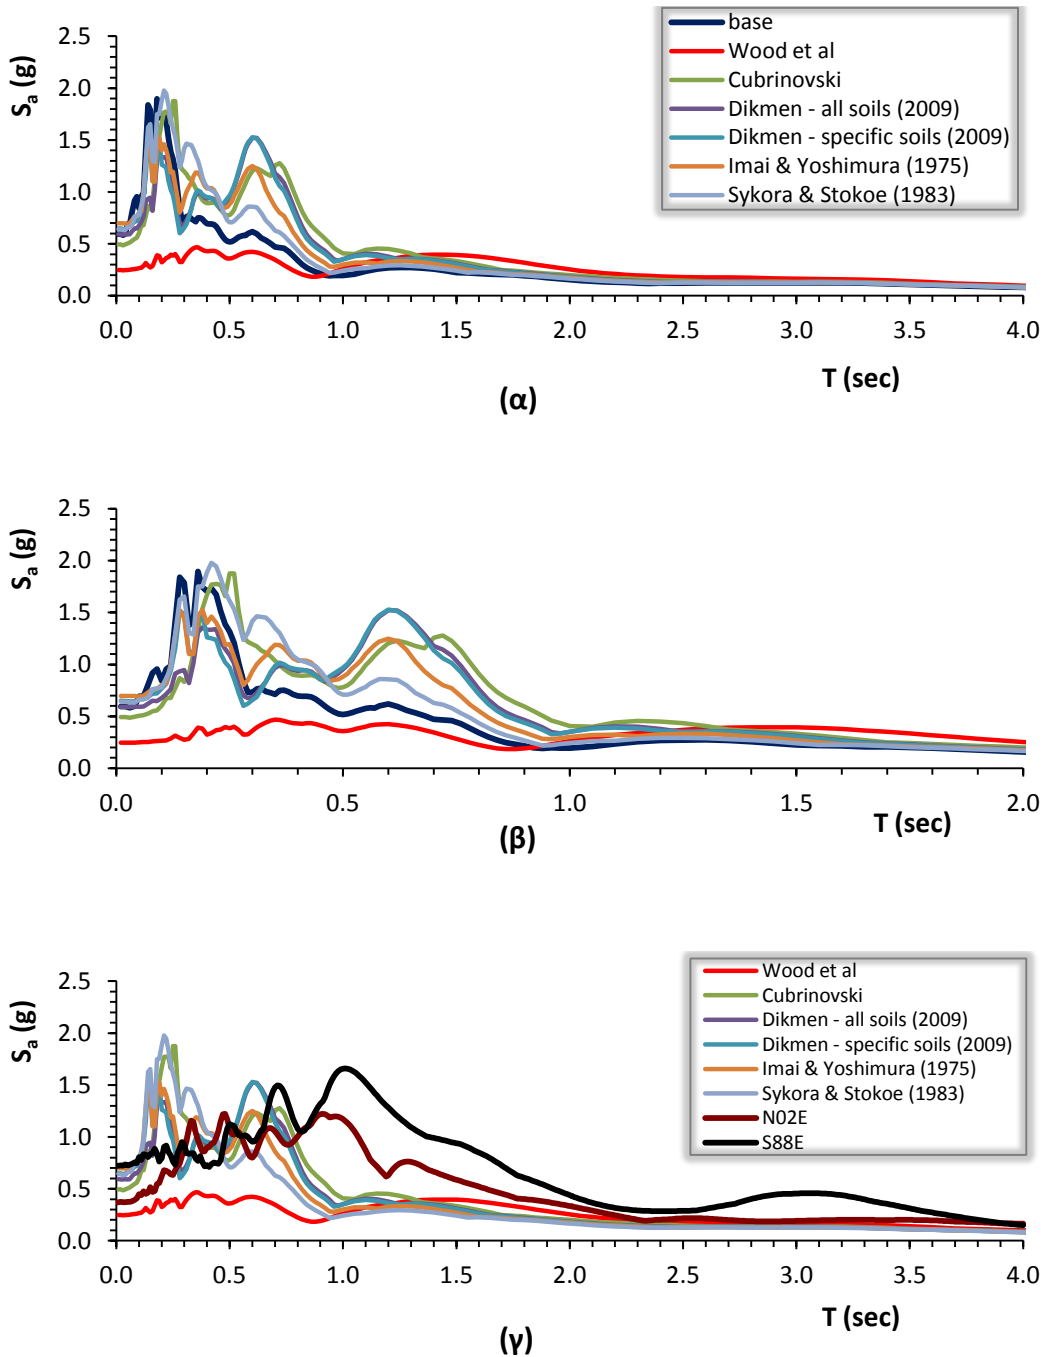 base
Wood et al
Cubrinovski
Dikmen - all soils (2009)
Dikmen - specific soils (2009)
Imai & Yoshimura (1975)
Sykora & Stokoe (1983)
Sa (g)
2.5
2.0
1.5
1.0
0.5
0.0
0.0 0.5 1.0 1.5 2.0 2.5 3.0 3.5 4.0
T (sec)
(α)
Sa (g)
2.5
2.0
1.5
1.0
0.5
0.0
0.0 0.5 1.0 1.5 2.0
T (sec)
(β)
Wood et al
Cubrinovski
Dikmen - all soils (2009)
Dikmen - specific soils (2009)
Imai & Yoshimura (1975)
Sykora & Stokoe (1983)
N02E
S88E
Sa (g)
2.5
2.0
1.5
1.0
0.5
0.0
0.0 0.5 1.0 1.5 2.0 2.5 3.0 3.5 4.0
T (sec)
(γ)